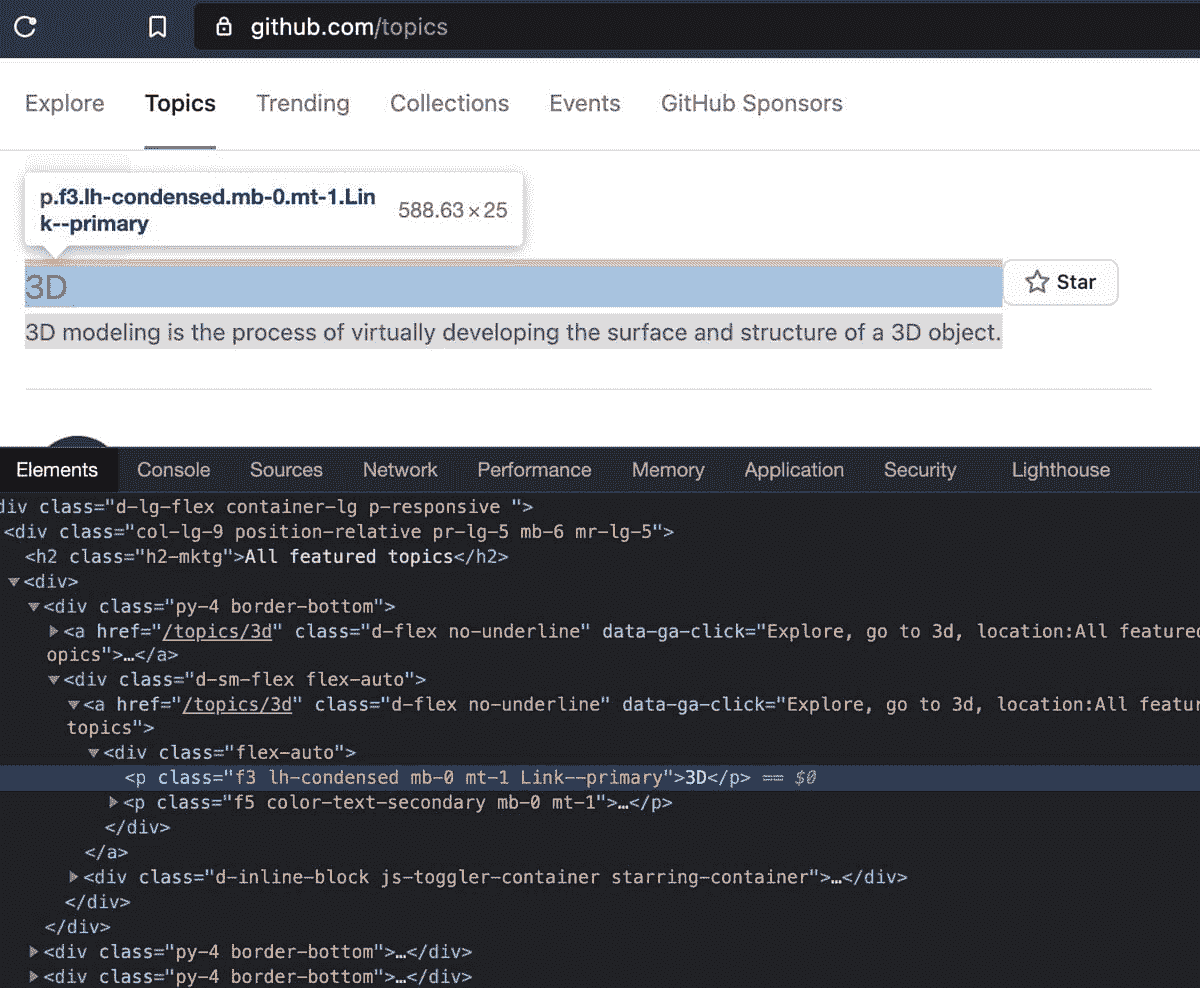 github.com/topics
Explore Topics Trending Collections Events GitHub Sponsors
p.f3.lh-condensed.mb-0.mt-1.Lin
k--primary
588.63 × 25
3D
Star
3D modeling is the process of virtually developing the surface and structure of a 3D object.
Elements Console Sources Network Performance Memory Application Security Lighthouse
div class="d-lg-flex container-lg p-responsive ">
<div class="col-lg-9 position-relative pr-lg-5 mb-6 mr-lg-5">
<h2 class="h2-mktg">All featured topics</h2>
<div>
<div class="py-4 border-bottom">
<a href="/topics/3d" class="d-flex no-underline" data-ga-click="Explore, go to 3d, location:All featured
opics">…</a>
<div class="d-sm-flex flex-auto">
<a href="/topics/3d" class="d-flex no-underline" data-ga-click="Explore, go to 3d, location:All featur
topics">
<div class="flex-auto">
<p class="f3 lh-condensed mb-0 mt-1 Link--primary">3D</p> == $0
<p class="f5 color-text-secondary mb-0 mt-1">…</p>
</div>
</a>
<div class="d-inline-block js-toggler-container starring-container">…</div>
</div>
</div>
<div class="py-4 border-bottom">…</div>
<div class="py-4 border-bottom">…</div>